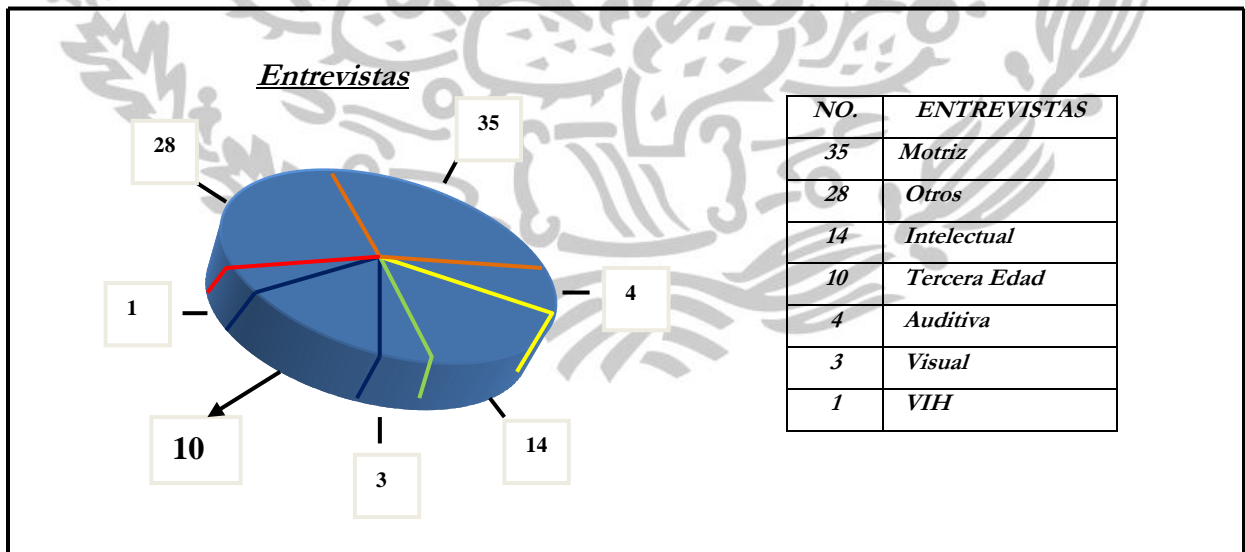 Entrevistas
35
28
4
1
10
14
3
NO. ENTREVISTAS
35 Motriz
28 Otros
14 Intelectual
10 Tercera Edad
4 Auditiva
3 Visual
1 VIH